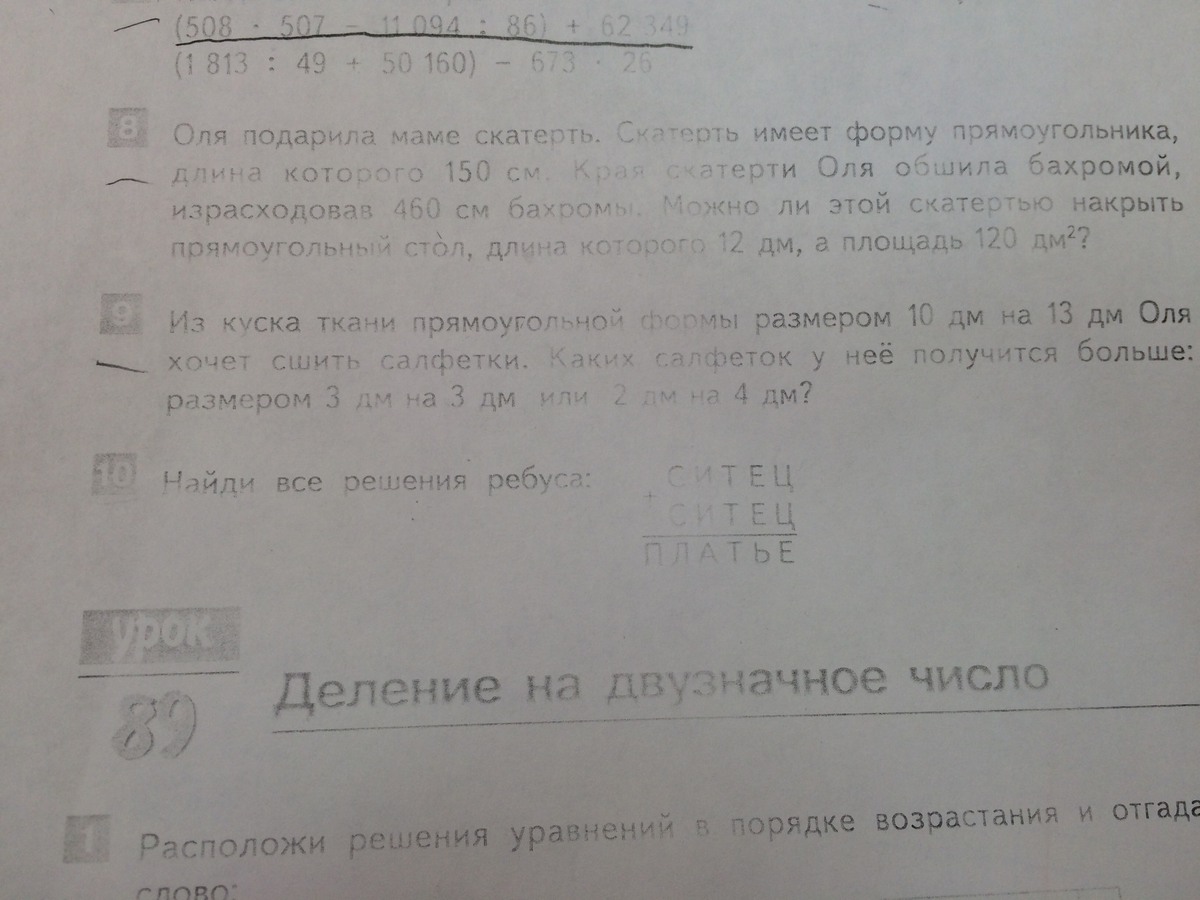 (508 · 507 − 11 094 : 86) + 62 349
(1 813 : 49 + 50 160) − 673 · 26
8
Оля подарила маме скатерть. Скатерть имеет форму прямоугольника,
длина которого 150 см. Края скатерти Оля обшила бахромой,
израсходовав 460 см бахромы. Можно ли этой скатертью накрыть
прямоугольный стол, длина которого 12 дм, а площадь 120 дм²?
9
Из куска ткани прямоугольной формы размером 10 дм на 13 дм Оля
хочет сшить салфетки. Каких салфеток у неё получится больше:
размером 3 дм на 3 дм или 2 дм на 4 дм?
10
Найди все решения ребуса:
СИТЕЦ
+
СИТЕЦ
ПЛАТЬЕ
урок
89
Деление на двузначное число
1
Расположи решения уравнений в порядке возрастания и отгада
слово: